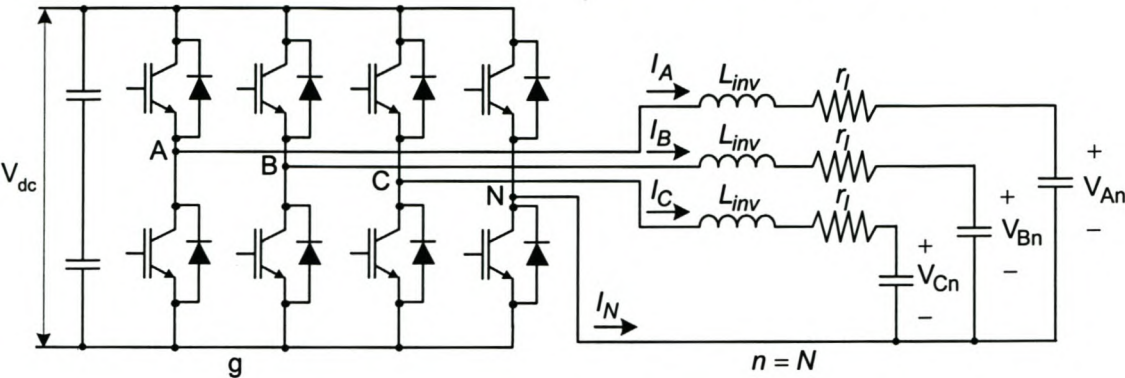 I_A
L_inv
r_l
A
I_B
L_inv
r_l
B
V_dc
C
I_C
L_inv
r_l
N
+
V_An
−
+
V_Bn
−
+
V_Cn
−
I_N
g
n = N